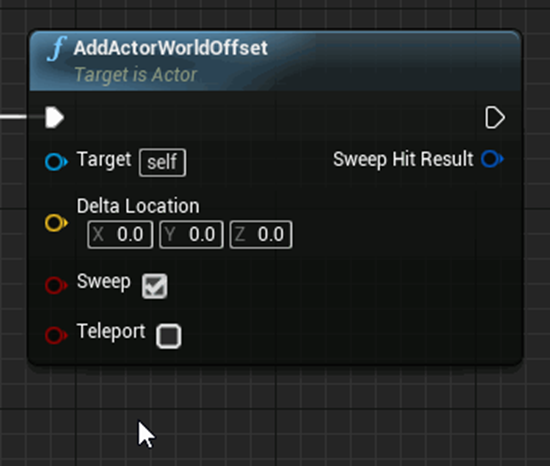 f AddActorWorldOffset
Target is Actor
Target self
Sweep Hit Result
Delta Location
X 0.0 Y 0.0 Z 0.0
Sweep
Teleport